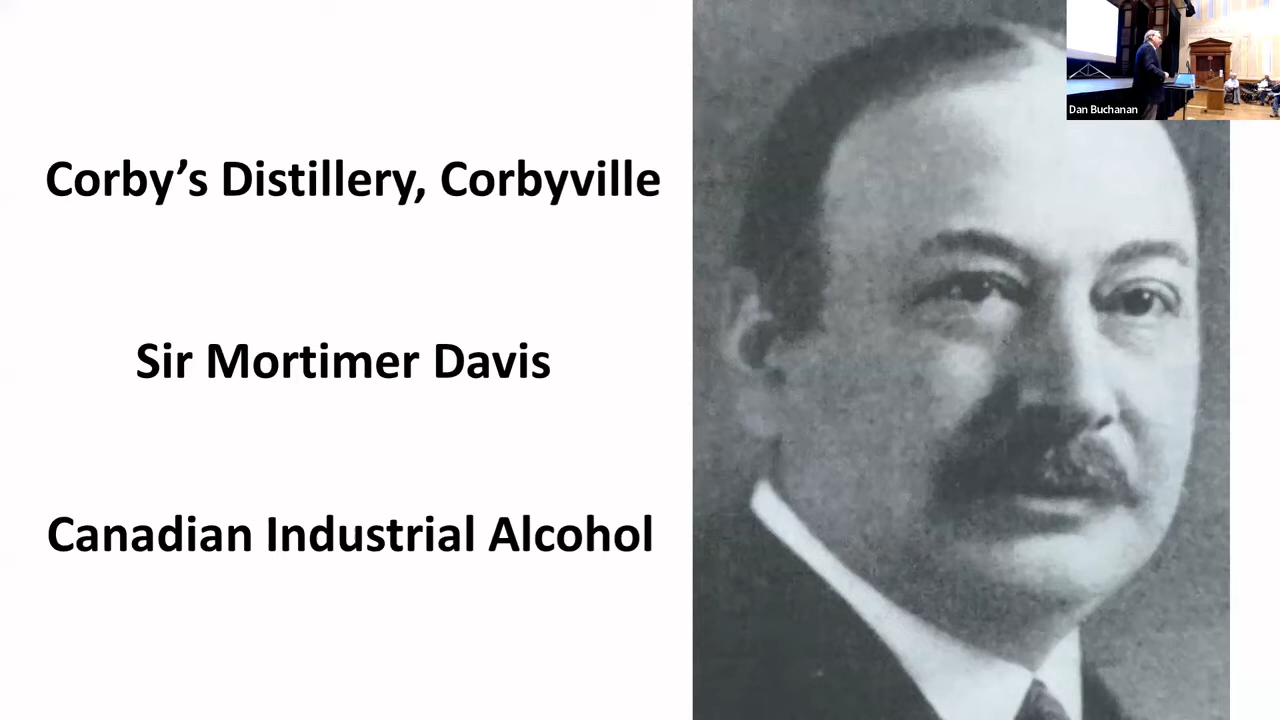 Corby’s Distillery, Corbyville
Sir Mortimer Davis
Canadian Industrial Alcohol
Dan Buchanan